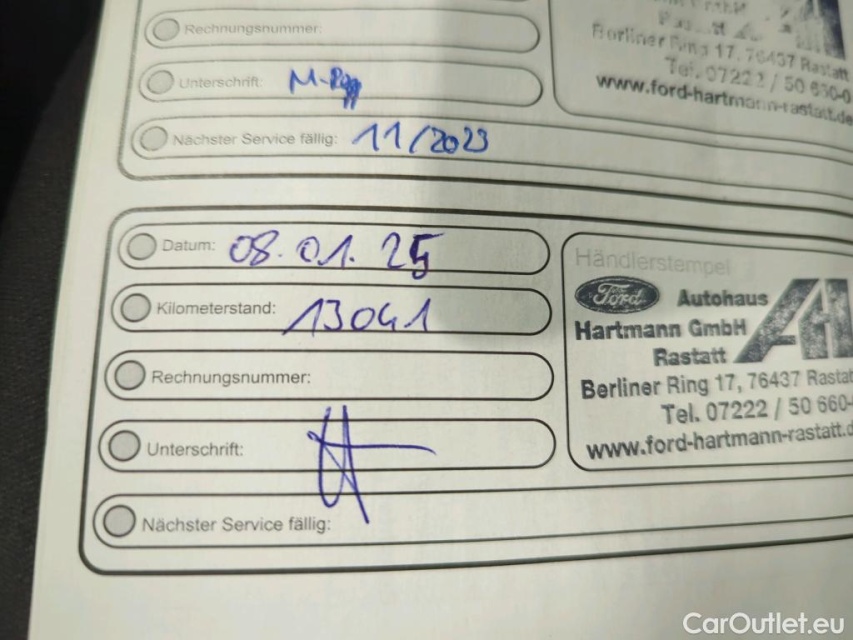 Rechnungsnummer:
Berliner Ring 17, 76437 Rastatt
Tel. 07222 / 50 660-0
Unterschrift:
www.ford-hartmann-rastatt.de
Nächster Service fällig: 11/2023
Datum: 08.01.25
Händlerstempel
Ford Autohaus
Kilometerstand: 13041
Hartmann GmbH
Rastatt
Rechnungsnummer:
Berliner Ring 17, 76437 Rastat
Tel. 07222 / 50 660-
Unterschrift:
www.ford-hartmann-rastatt.d
Nächster Service fällig:
CarOutlet.eu